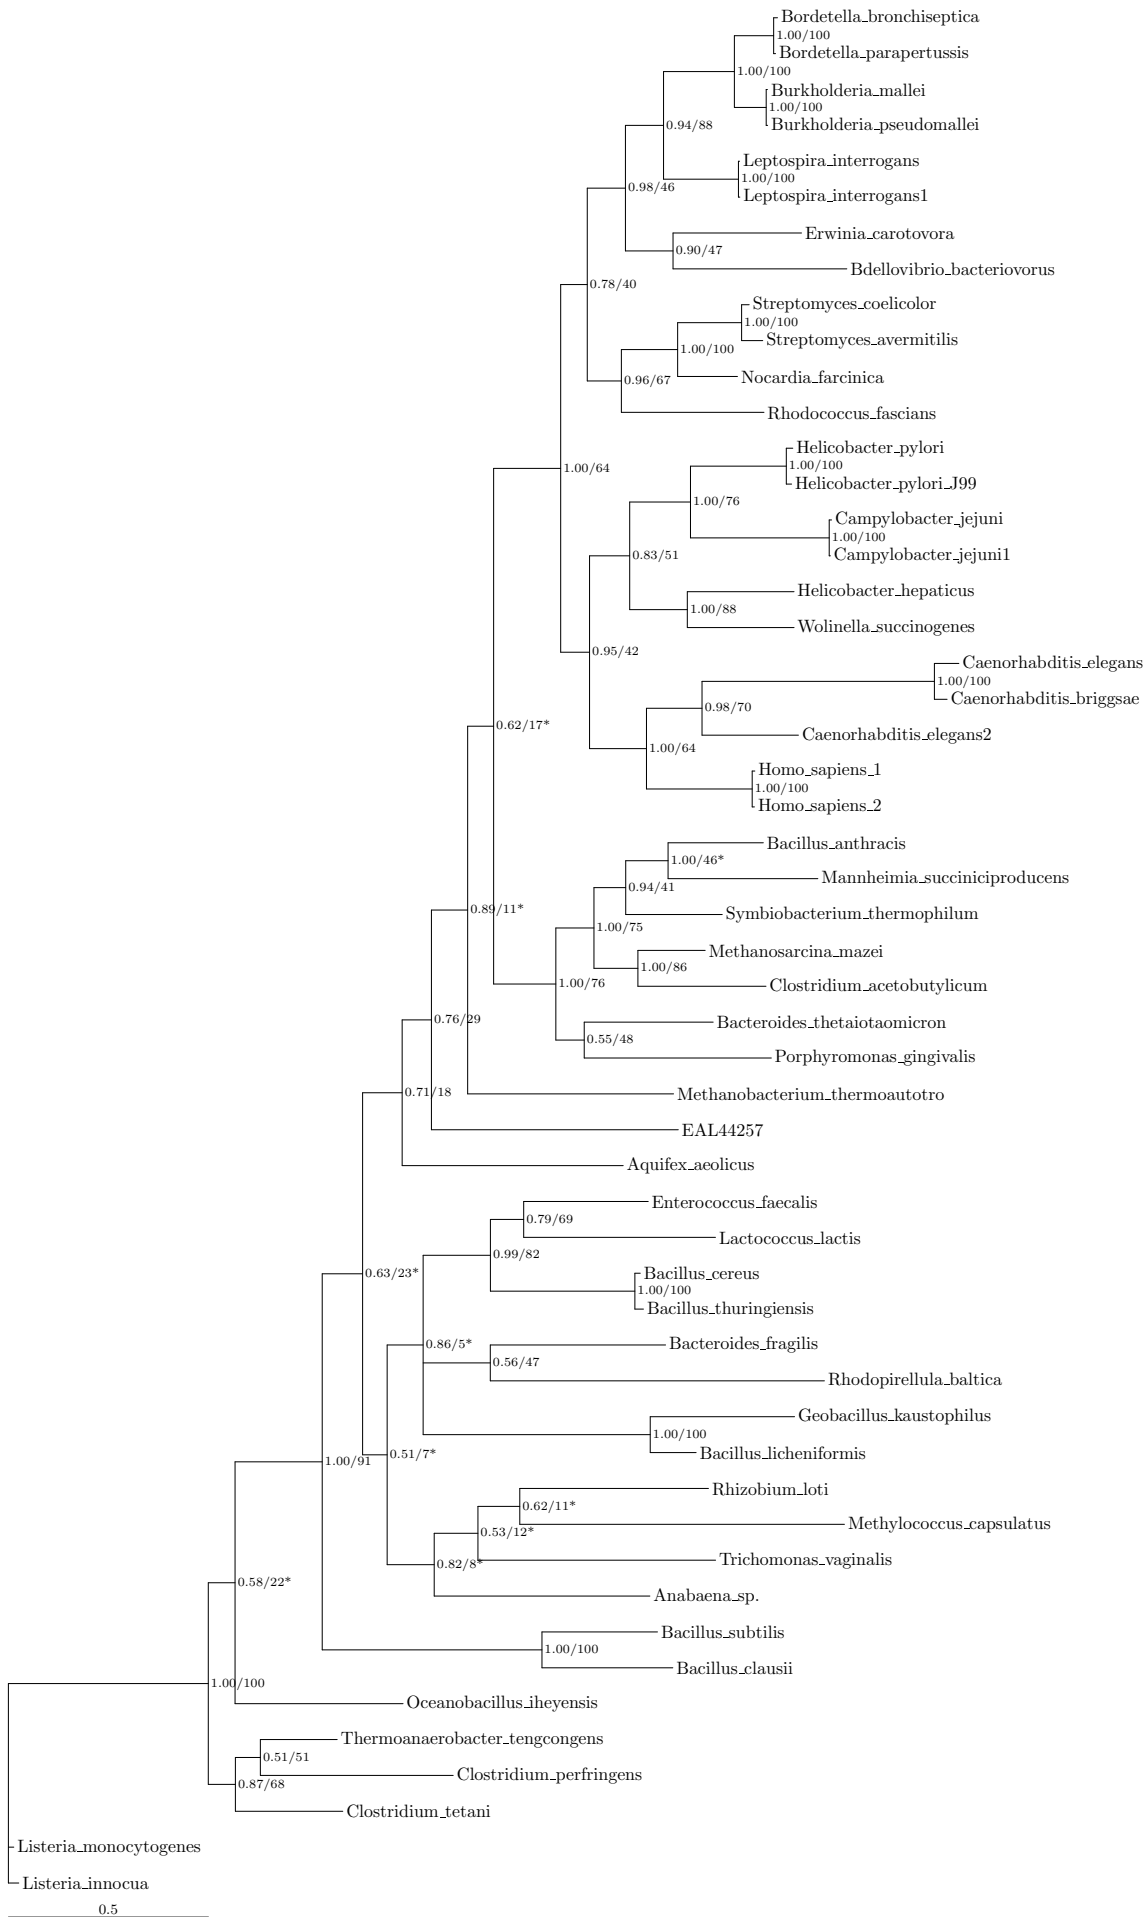 Bordetella_bronchiseptica
1.00/100
Bordetella_parapertussis
1.00/100
Burkholderia_mallei
1.00/100
Burkholderia_pseudomallei
0.94/88
Leptospira_interrogans
1.00/100
Leptospira_interrogans1
0.98/46
Erwinia_carotovora
0.90/47
Bdellovibrio_bacteriovorus
0.78/40
Streptomyces_coelicolor
1.00/100
Streptomyces_avermitilis
1.00/100
Nocardia_farcinica
0.96/67
Rhodococcus_fascians
Helicobacter_pylori
1.00/100
1.00/64
Helicobacter_pylori_J99
1.00/76
Campylobacter_jejuni
1.00/100
Campylobacter_jejuni1
0.83/51
Helicobacter_hepaticus
1.00/88
Wolinella_succinogenes
0.95/42
Caenorhabditis_elegans
1.00/100
Caenorhabditis_briggsae
0.98/70
0.62/17*
Caenorhabditis_elegans2
1.00/64
Homo_sapiens_1
1.00/100
Homo_sapiens_2
Bacillus_anthracis
1.00/46*
Mannheimia_succiniciproducens
0.94/41
0.89/11*
Symbiobacterium_thermophilum
1.00/75
Methanosarcina_mazei
1.00/86
1.00/76
Clostridium_acetobutylicum
0.76/29
Bacteroides_thetaiotaomicron
0.55/48
Porphyromonas_gingivalis
0.71/18
Methanobacterium_thermoautotro
EAL44257
Aquifex_aeolicus
Enterococcus_faecalis
0.79/69
Lactococcus_lactis
0.99/82
0.63/23*
Bacillus_cereus
1.00/100
Bacillus_thuringiensis
0.86/5*
Bacteroides_fragilis
0.56/47
Rhodopirellula_baltica
Geobacillus_kaustophilus
1.00/100
Bacillus_licheniformis
0.51/7*
1.00/91
Rhizobium_loti
0.62/11*
Methylococcus_capsulatus
0.53/12*
Trichomonas_vaginalis
0.82/8*
0.58/22*
Anabaena_sp.
Bacillus_subtilis
1.00/100
Bacillus_clausii
1.00/100
Oceanobacillus_iheyensis
Thermoanaerobacter_tengcongens
0.51/51
Clostridium_perfringens
0.87/68
Clostridium_tetani
Listeria_monocytogenes
Listeria_innocua
0.5